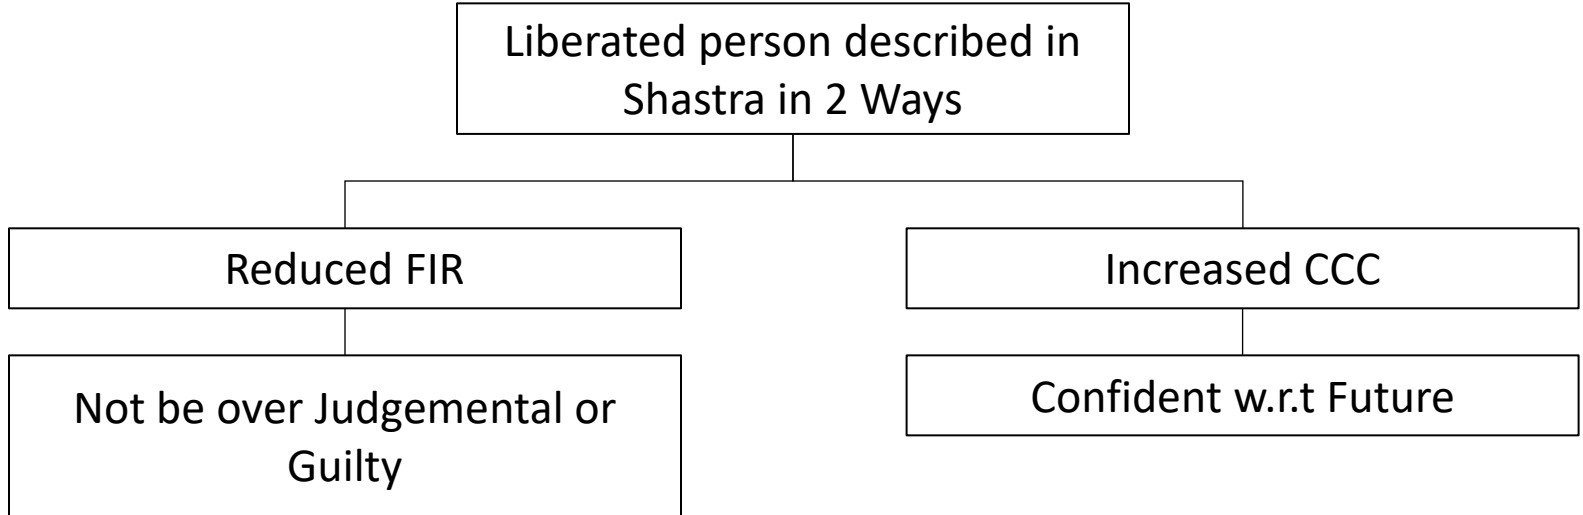 Liberated person described in
Shastra in 2 Ways
Reduced FIR
Increased CCC
Not be over Judgemental or
Guilty
Confident w.r.t Future